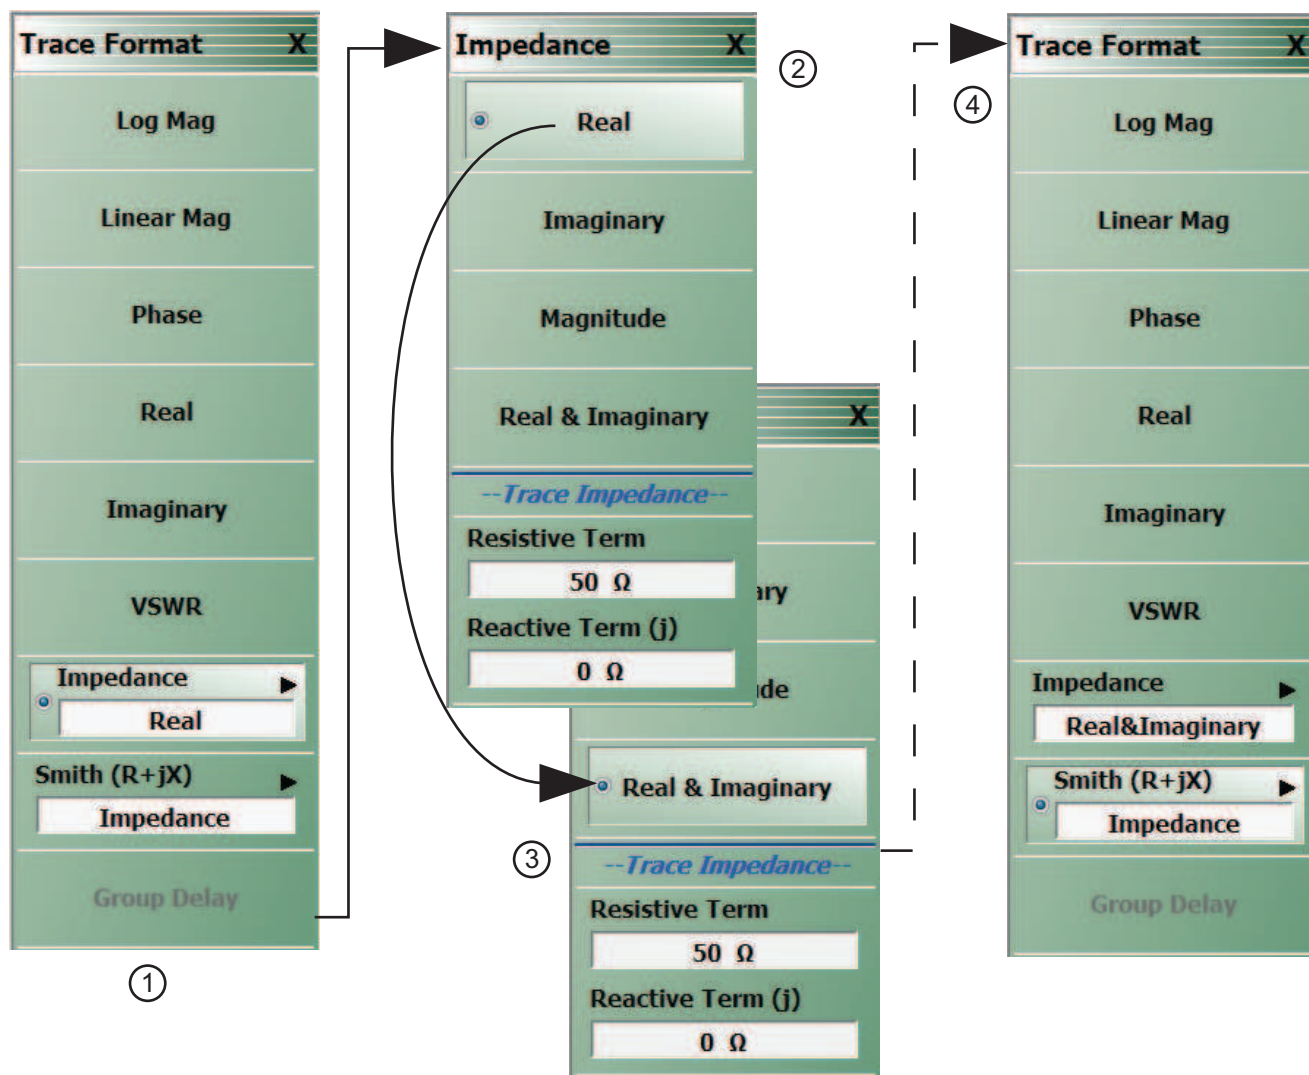 Trace Format X
Log Mag
Linear Mag
Phase
Real
Imaginary
VSWR
Impedance
Real
Smith (R+jX)
Impedance
Group Delay
1
Impedance X
2
Real
Imaginary
Magnitude
Real & Imaginary
--Trace Impedance--
Resistive Term
50 Ω
Reactive Term (j)
0 Ω
X
ary
de
Real & Imaginary
3
--Trace Impedance--
Resistive Term
50 Ω
Reactive Term (j)
0 Ω
Trace Format X
4
Log Mag
Linear Mag
Phase
Real
Imaginary
VSWR
Impedance
Real&Imaginary
Smith (R+jX)
Impedance
Group Delay